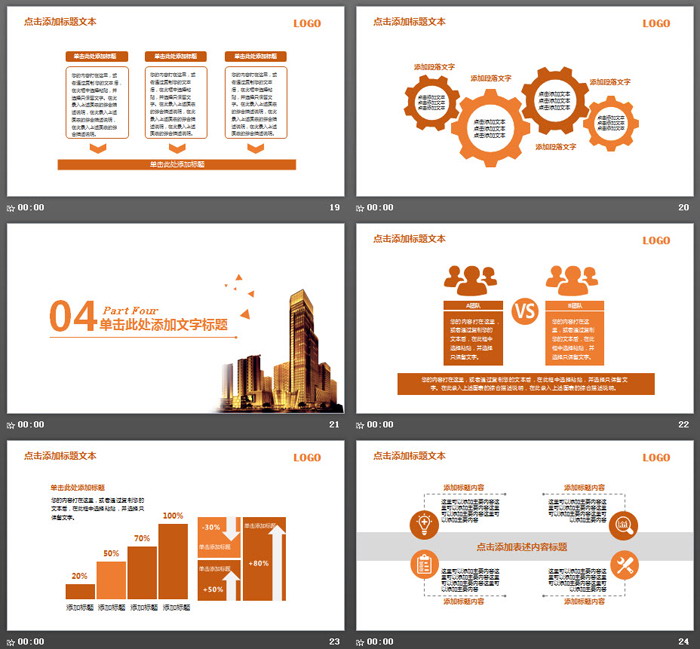 点击添加标题文本
LOGO
单击此处添加标题
单击此处添加标题
单击此处添加标题
您的内容打在这里，或
者通过复制您的文本后，
在此框中选择粘
贴，并选择只保留文
字。在此录入上述图
表的综合描述说明，
在此录入上述图表的
综合描述说明。
您的内容打在这里，或
者通过复制您的文本后，
在此框中选择粘
贴，并选择只保留文
字。在此录入上述图
表的综合描述说明，
在此录入上述图表的
综合描述说明。
您的内容打在这里，或
者通过复制您的文本后，
在此框中选择粘
贴，并选择只保留文
字。在此录入上述图
表的综合描述说明，
在此录入上述图表的
综合描述说明。
单击此处添加标题
00:00
19
点击添加标题文本
LOGO
添加段落文字
添加段落文字
添加段落文字
添加段落文字
点击添加文本
点击添加文本
点击添加文本
点击添加文本
点击添加文本
点击添加文本
点击添加文本
点击添加文本
点击添加文本
点击添加文本
点击添加文本
点击添加文本
00:00
20
04
Part Four
单击此处添加文字标题
00:00
21
点击添加标题文本
LOGO
A团队
VS
B团队
您的内容打在这里，
或者通过复制您的
文本后，在此框中
选择粘贴，并选择
只保留文字。
您的内容打在这里，
或者通过复制您的
文本后，在此框中
选择粘贴，并选择
只保留文字。
您的内容打在这里，或者通过复制您的文本后，在此框中选择粘贴，并选择只保留文
字。在此录入上述图表的综合描述说明，在此录入上述图表的综合描述说明。
00:00
22
点击添加标题文本
LOGO
单击此处添加标题
您的内容打在这里，或者通过复制您的
文本后，在此框中选择粘贴，并选择只
保留文字。
20%
50%
70%
100%
添加标题
添加标题
添加标题
添加标题
-30%
单击添加标题
单击添加标题
+50%
单击添加标题
+80%
00:00
23
点击添加标题文本
LOGO
添加标题内容
这里可以添加主要内容这里
可以添加主要内容这里可以
添加主要内容这里可以添加
主要内容
添加标题内容
这里可以添加主要内容这里
可以添加主要内容这里可以
添加主要内容这里可以添加
主要内容
点击添加表述内容标题
这里可以添加主要内容这里
可以添加主要内容这里可以
添加主要内容这里可以添加
主要内容
添加标题内容
这里可以添加主要内容这里
可以添加主要内容这里可以
添加主要内容这里可以添加
主要内容
添加标题内容
00:00
24